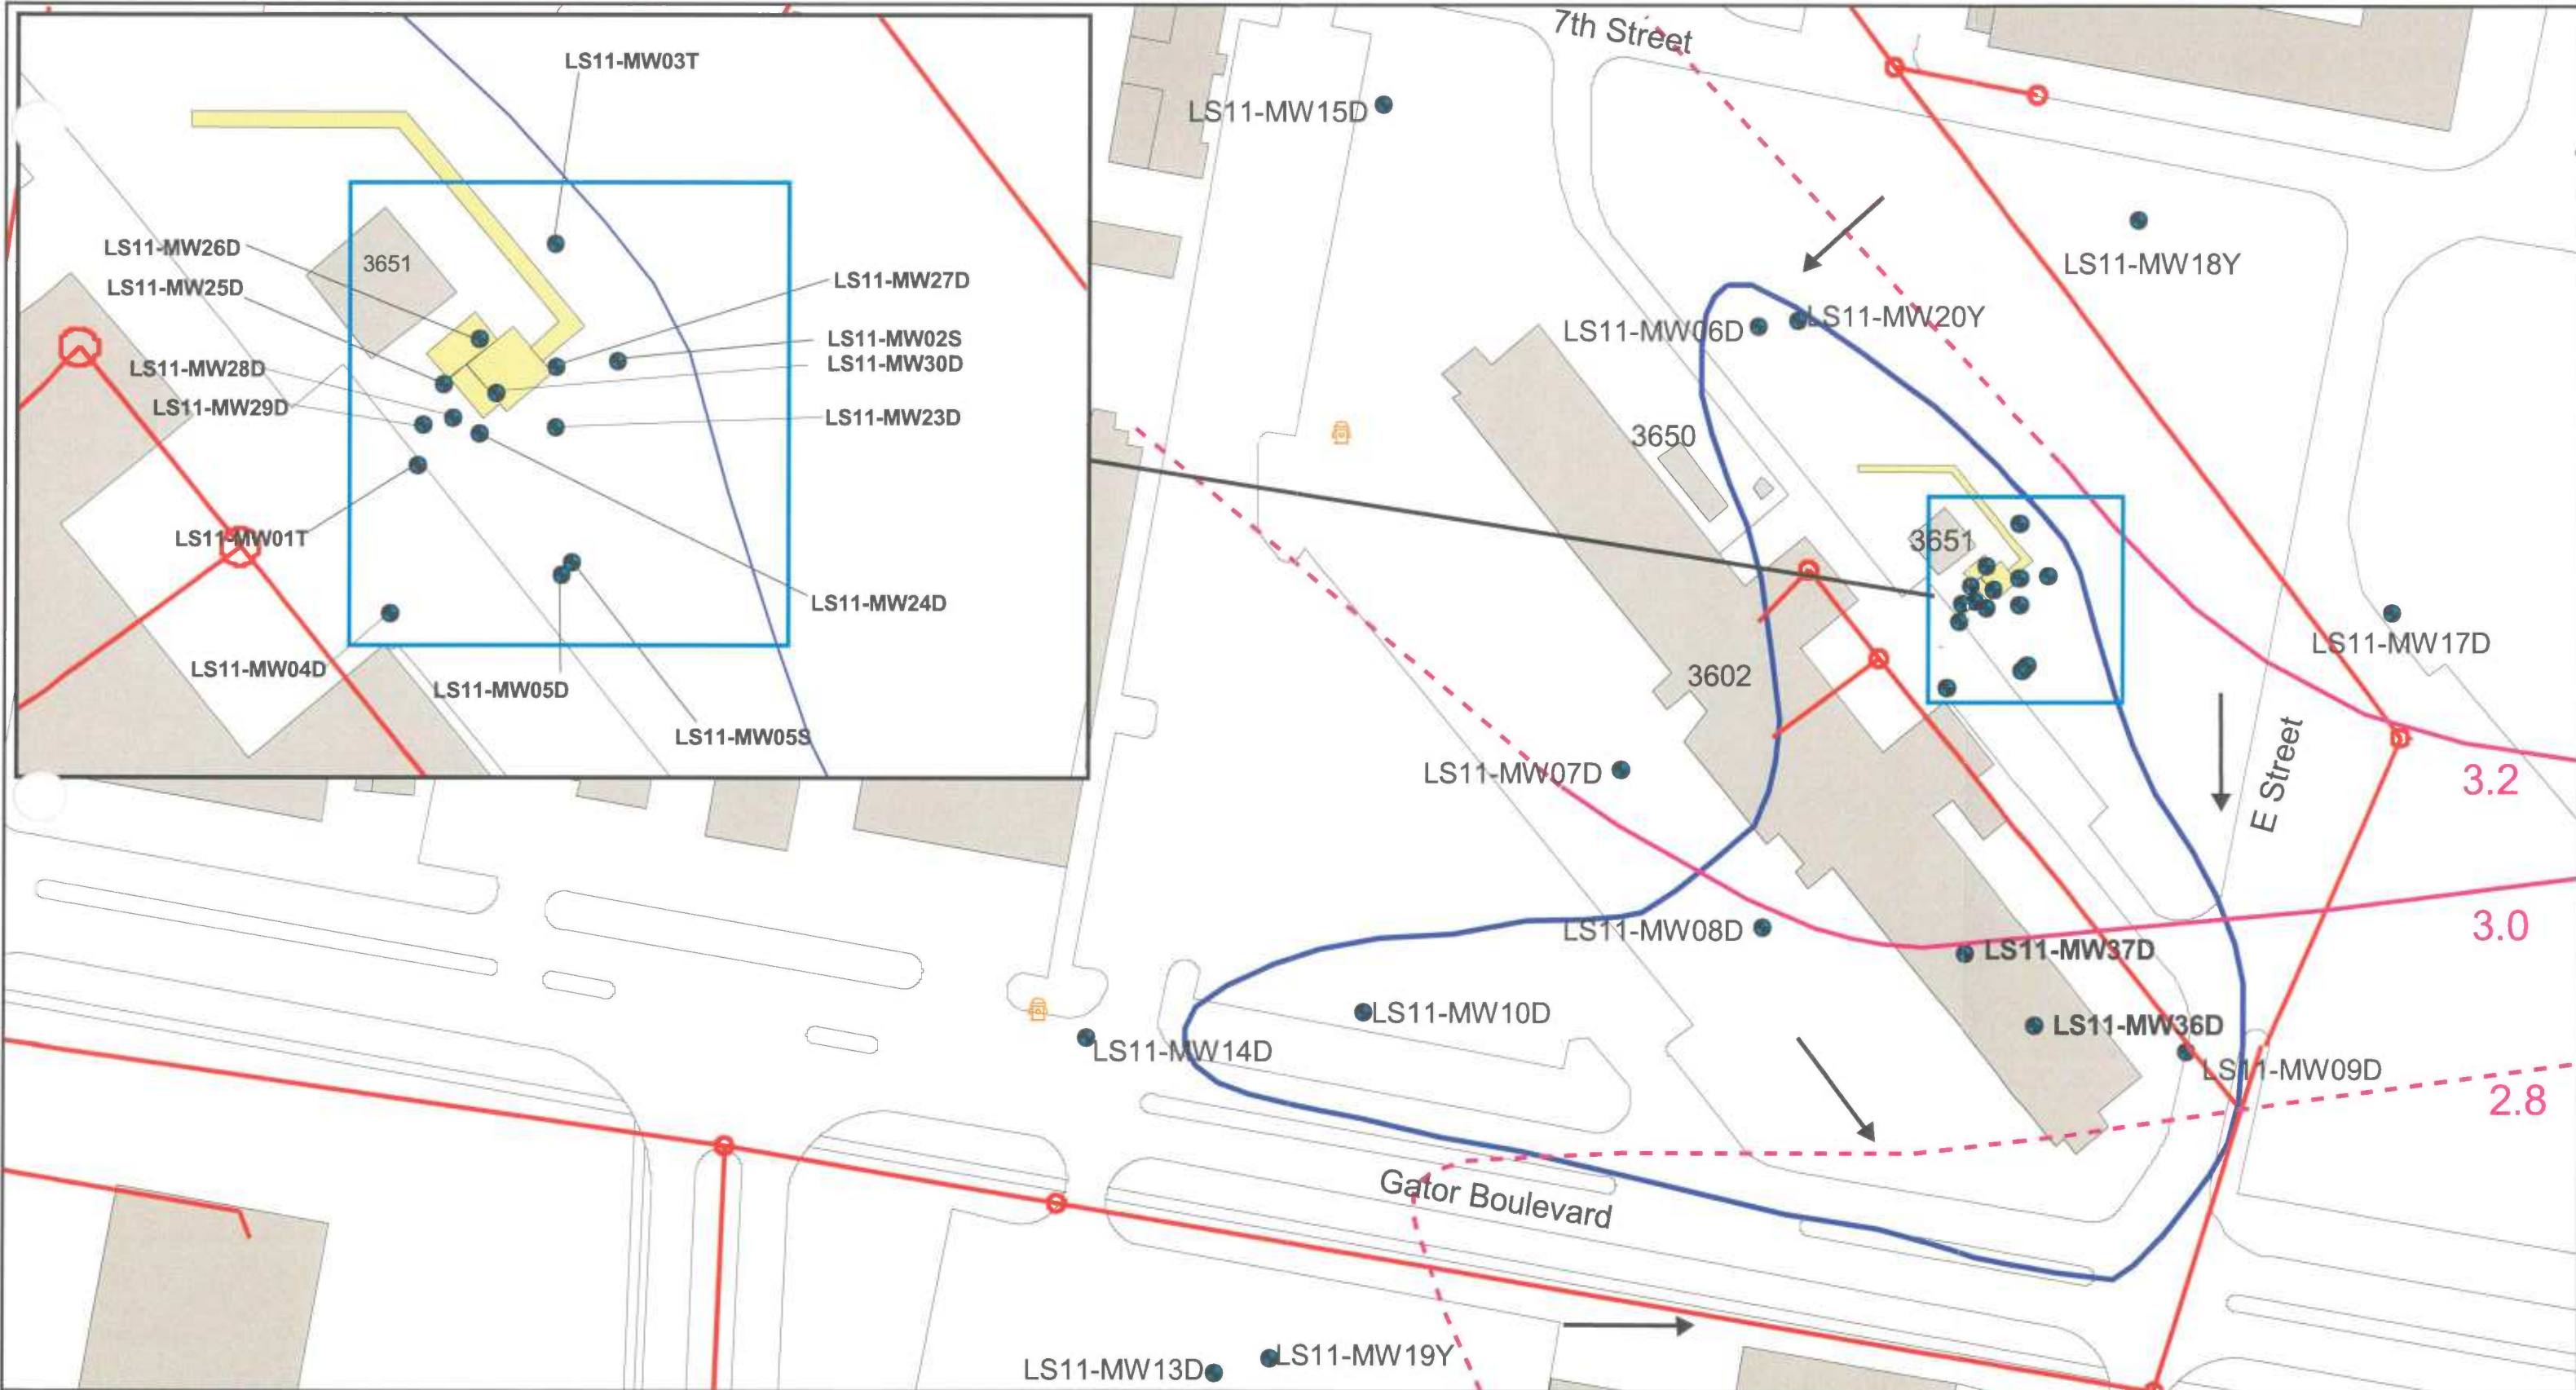 LS11-MW03T
LS11-MW26D
3651
LS11-MW25D
LS11-MW27D
LS11-MW02S
LS11-MW30D
LS11-MW28D
LS11-MW29D
LS11-MW23D
LS11-MW01T
LS11-MW24D
LS11-MW04D
LS11-MW05D
LS11-MW05S
7th Street
LS11-MW15D
LS11-MW18Y
LS11-MW06D
LS11-MW20Y
3650
3651
LS11-MW17D
3602
E Street
LS11-MW07D
3.2
LS11-MW08D
3.0
LS11-MW37D
LS11-MW10D
LS11-MW36D
LS11-MW14D
LS11-MW09D
2.8
Gator Boulevard
LS11-MW13D
LS11-MW19Y